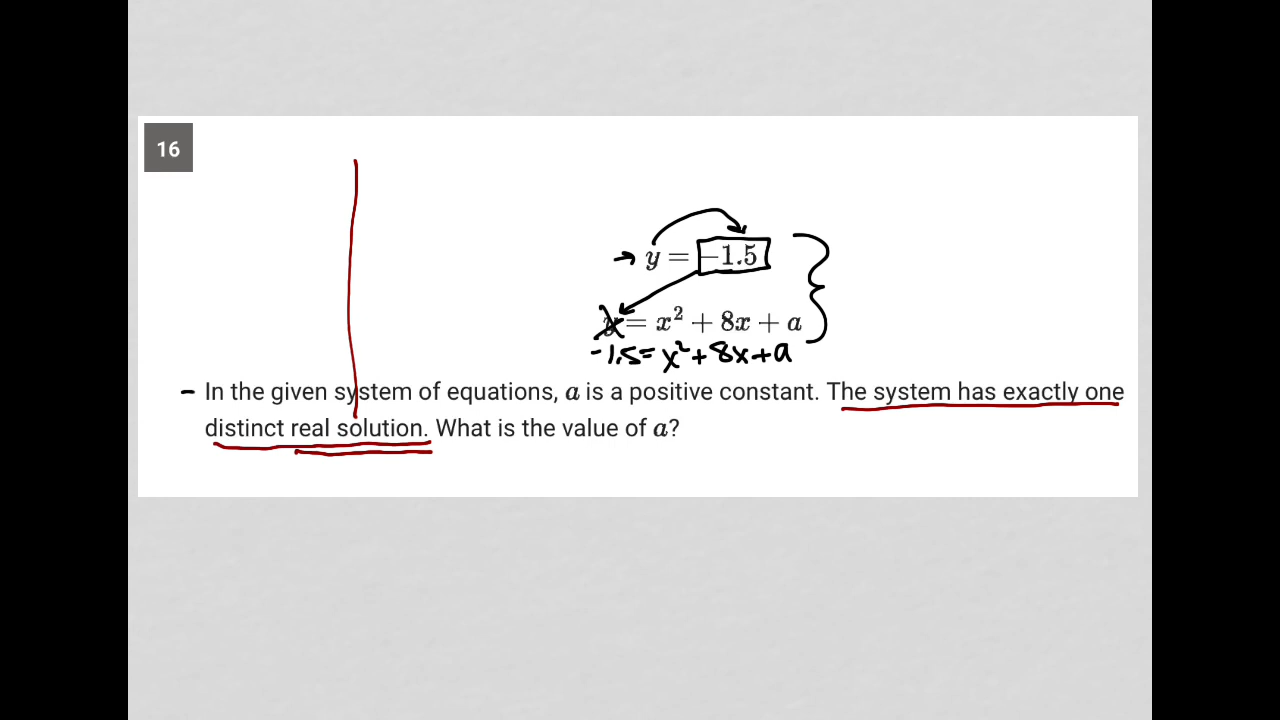 16
y = −1.5
y = x² + 8x + a
-1.5 = x² + 8x + a
In the given system of equations, a is a positive constant. The system has exactly one
distinct real solution. What is the value of a?